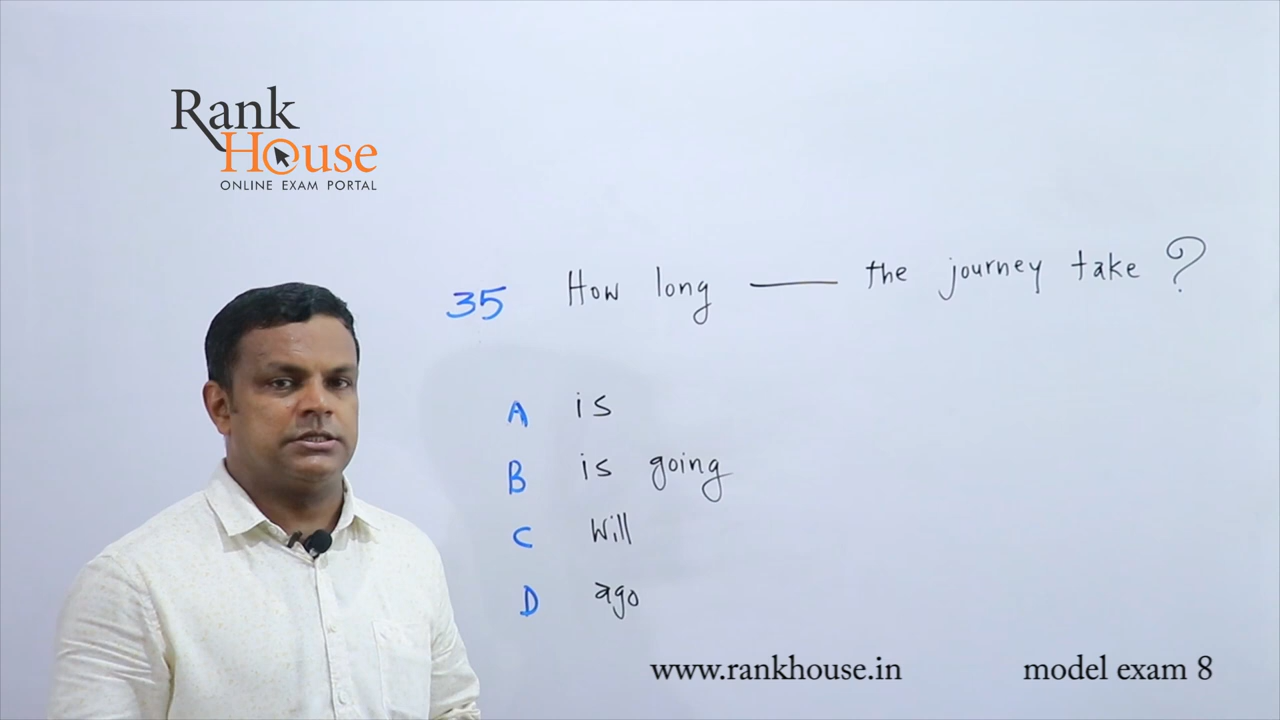 Rank
House
ONLINE EXAM PORTAL
35 How long ___ the journey take ?
A is
B is going
C Will
D ago
www.rankhouse.in model exam 8